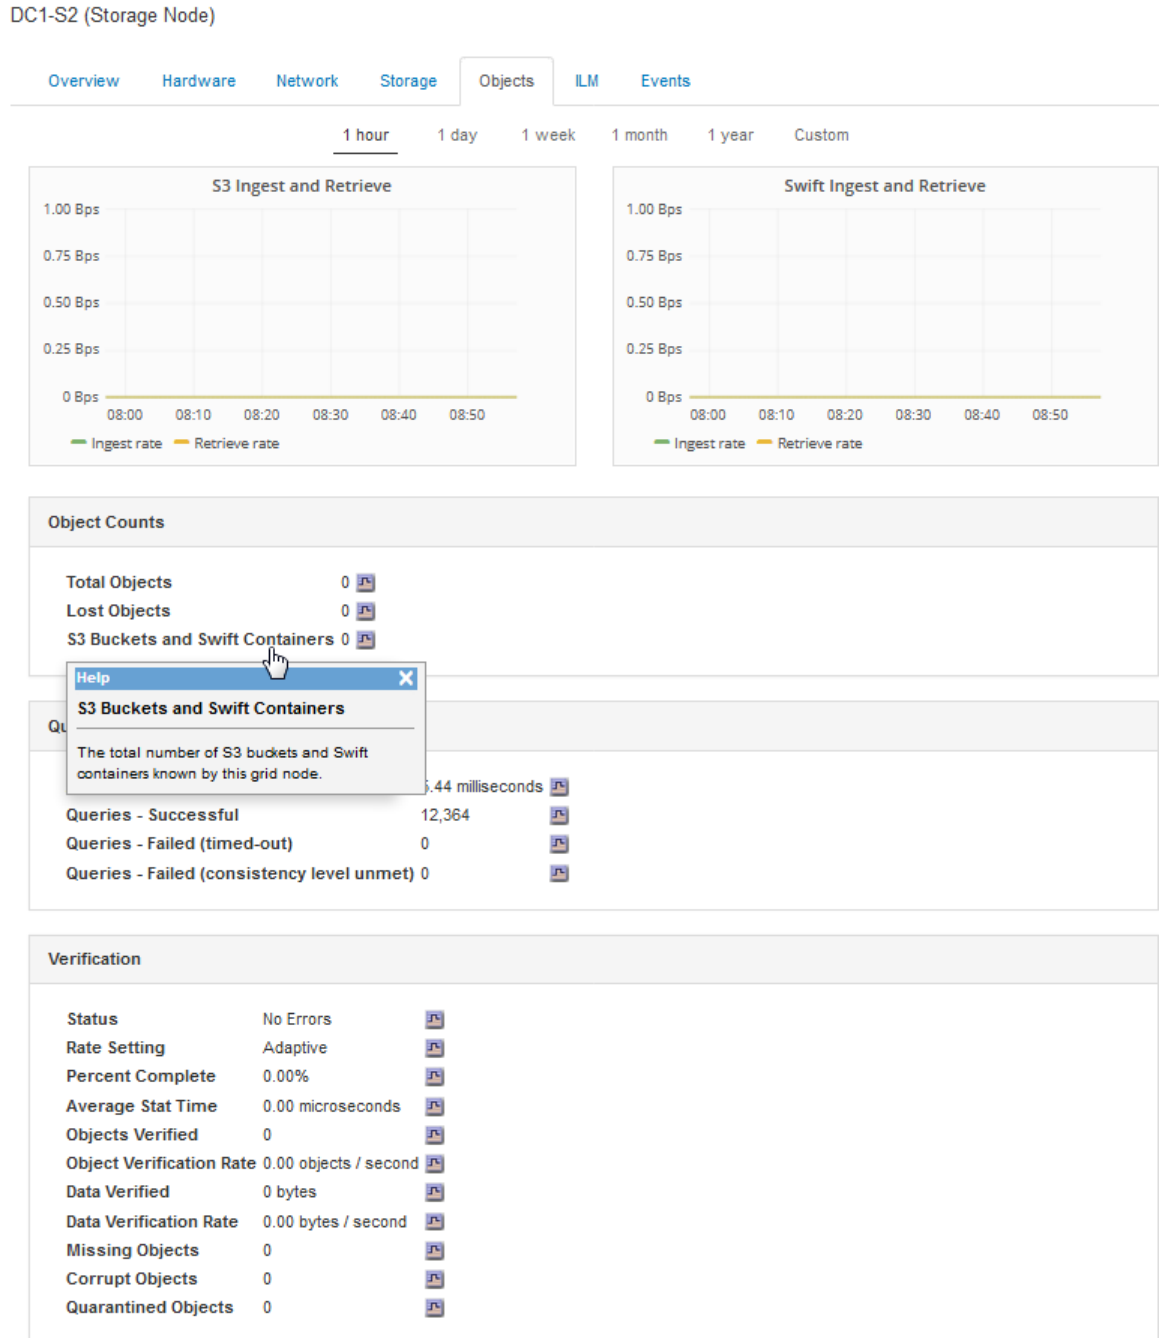 DC1-S2 (Storage Node)
Overview Hardware Network Storage Objects ILM Events
1 hour 1 day 1 week 1 month 1 year Custom
S3 Ingest and Retrieve
1.00 Bps
0.75 Bps
0.50 Bps
0.25 Bps
0 Bps
08:00 08:10 08:20 08:30 08:40 08:50
Ingest rate Retrieve rate
Swift Ingest and Retrieve
1.00 Bps
0.75 Bps
0.50 Bps
0.25 Bps
0 Bps
08:00 08:10 08:20 08:30 08:40 08:50
Ingest rate Retrieve rate
Object Counts
Total Objects 0
Lost Objects 0
S3 Buckets and Swift Containers 0
Help
S3 Buckets and Swift Containers
The total number of S3 buckets and Swift
containers known by this grid node.
.44 milliseconds
Queries - Successful 12,364
Queries - Failed (timed-out) 0
Queries - Failed (consistency level unmet) 0
Verification
Status No Errors
Rate Setting Adaptive
Percent Complete 0.00%
Average Stat Time 0.00 microseconds
Objects Verified 0
Object Verification Rate 0.00 objects / second
Data Verified 0 bytes
Data Verification Rate 0.00 bytes / second
Missing Objects 0
Corrupt Objects 0
Quarantined Objects 0